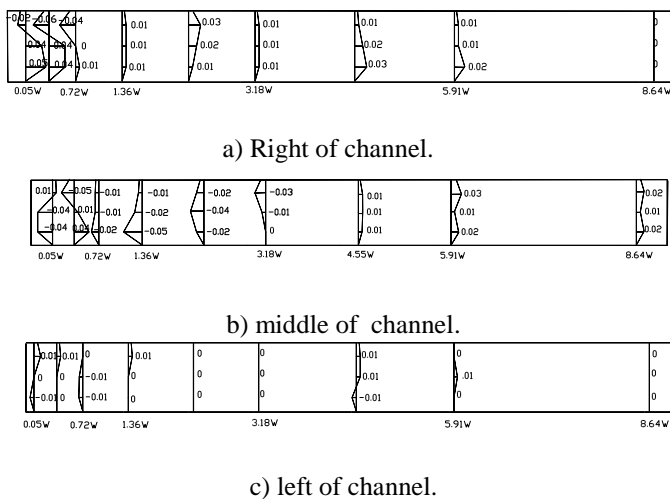 -0.02 -0.06 -0.04 0.03 0.01 0
0.01 0.01 0.01
0.04 0.04 0 0.01 0.02 0.01 0.02 0.01 0
0.05 0.04 0.01 0.01 0.01 0.01 0.03 0.02 0
0.05W 0.72W 1.36W 3.18W 5.91W 8.64W
a) Right of channel.
0.01 -0.05 -0.01 -0.01 -0.02 -0.03 0.01 0.03 0.02
-0.04 -0.01 -0.01 -0.02 -0.04 -0.01 0.01 0.01 0.01
-0.04 0.04 -0.02 -0.05 -0.02 0 0.01 0.02 0.02
0.05W 0.72W 1.36W 3.18W 4.55W 5.91W 8.64W
b) middle of channel.
0.01 0.01 0 0.01 0 0 0.01 0 0
0 0 -0.01 0 0 0 0.01 .01 0
-0.01 0 -0.01 0 0 0 -0.01 0 0
0.05W 0.72W 1.36W 3.18W 5.91W 8.64W
c) left of channel.